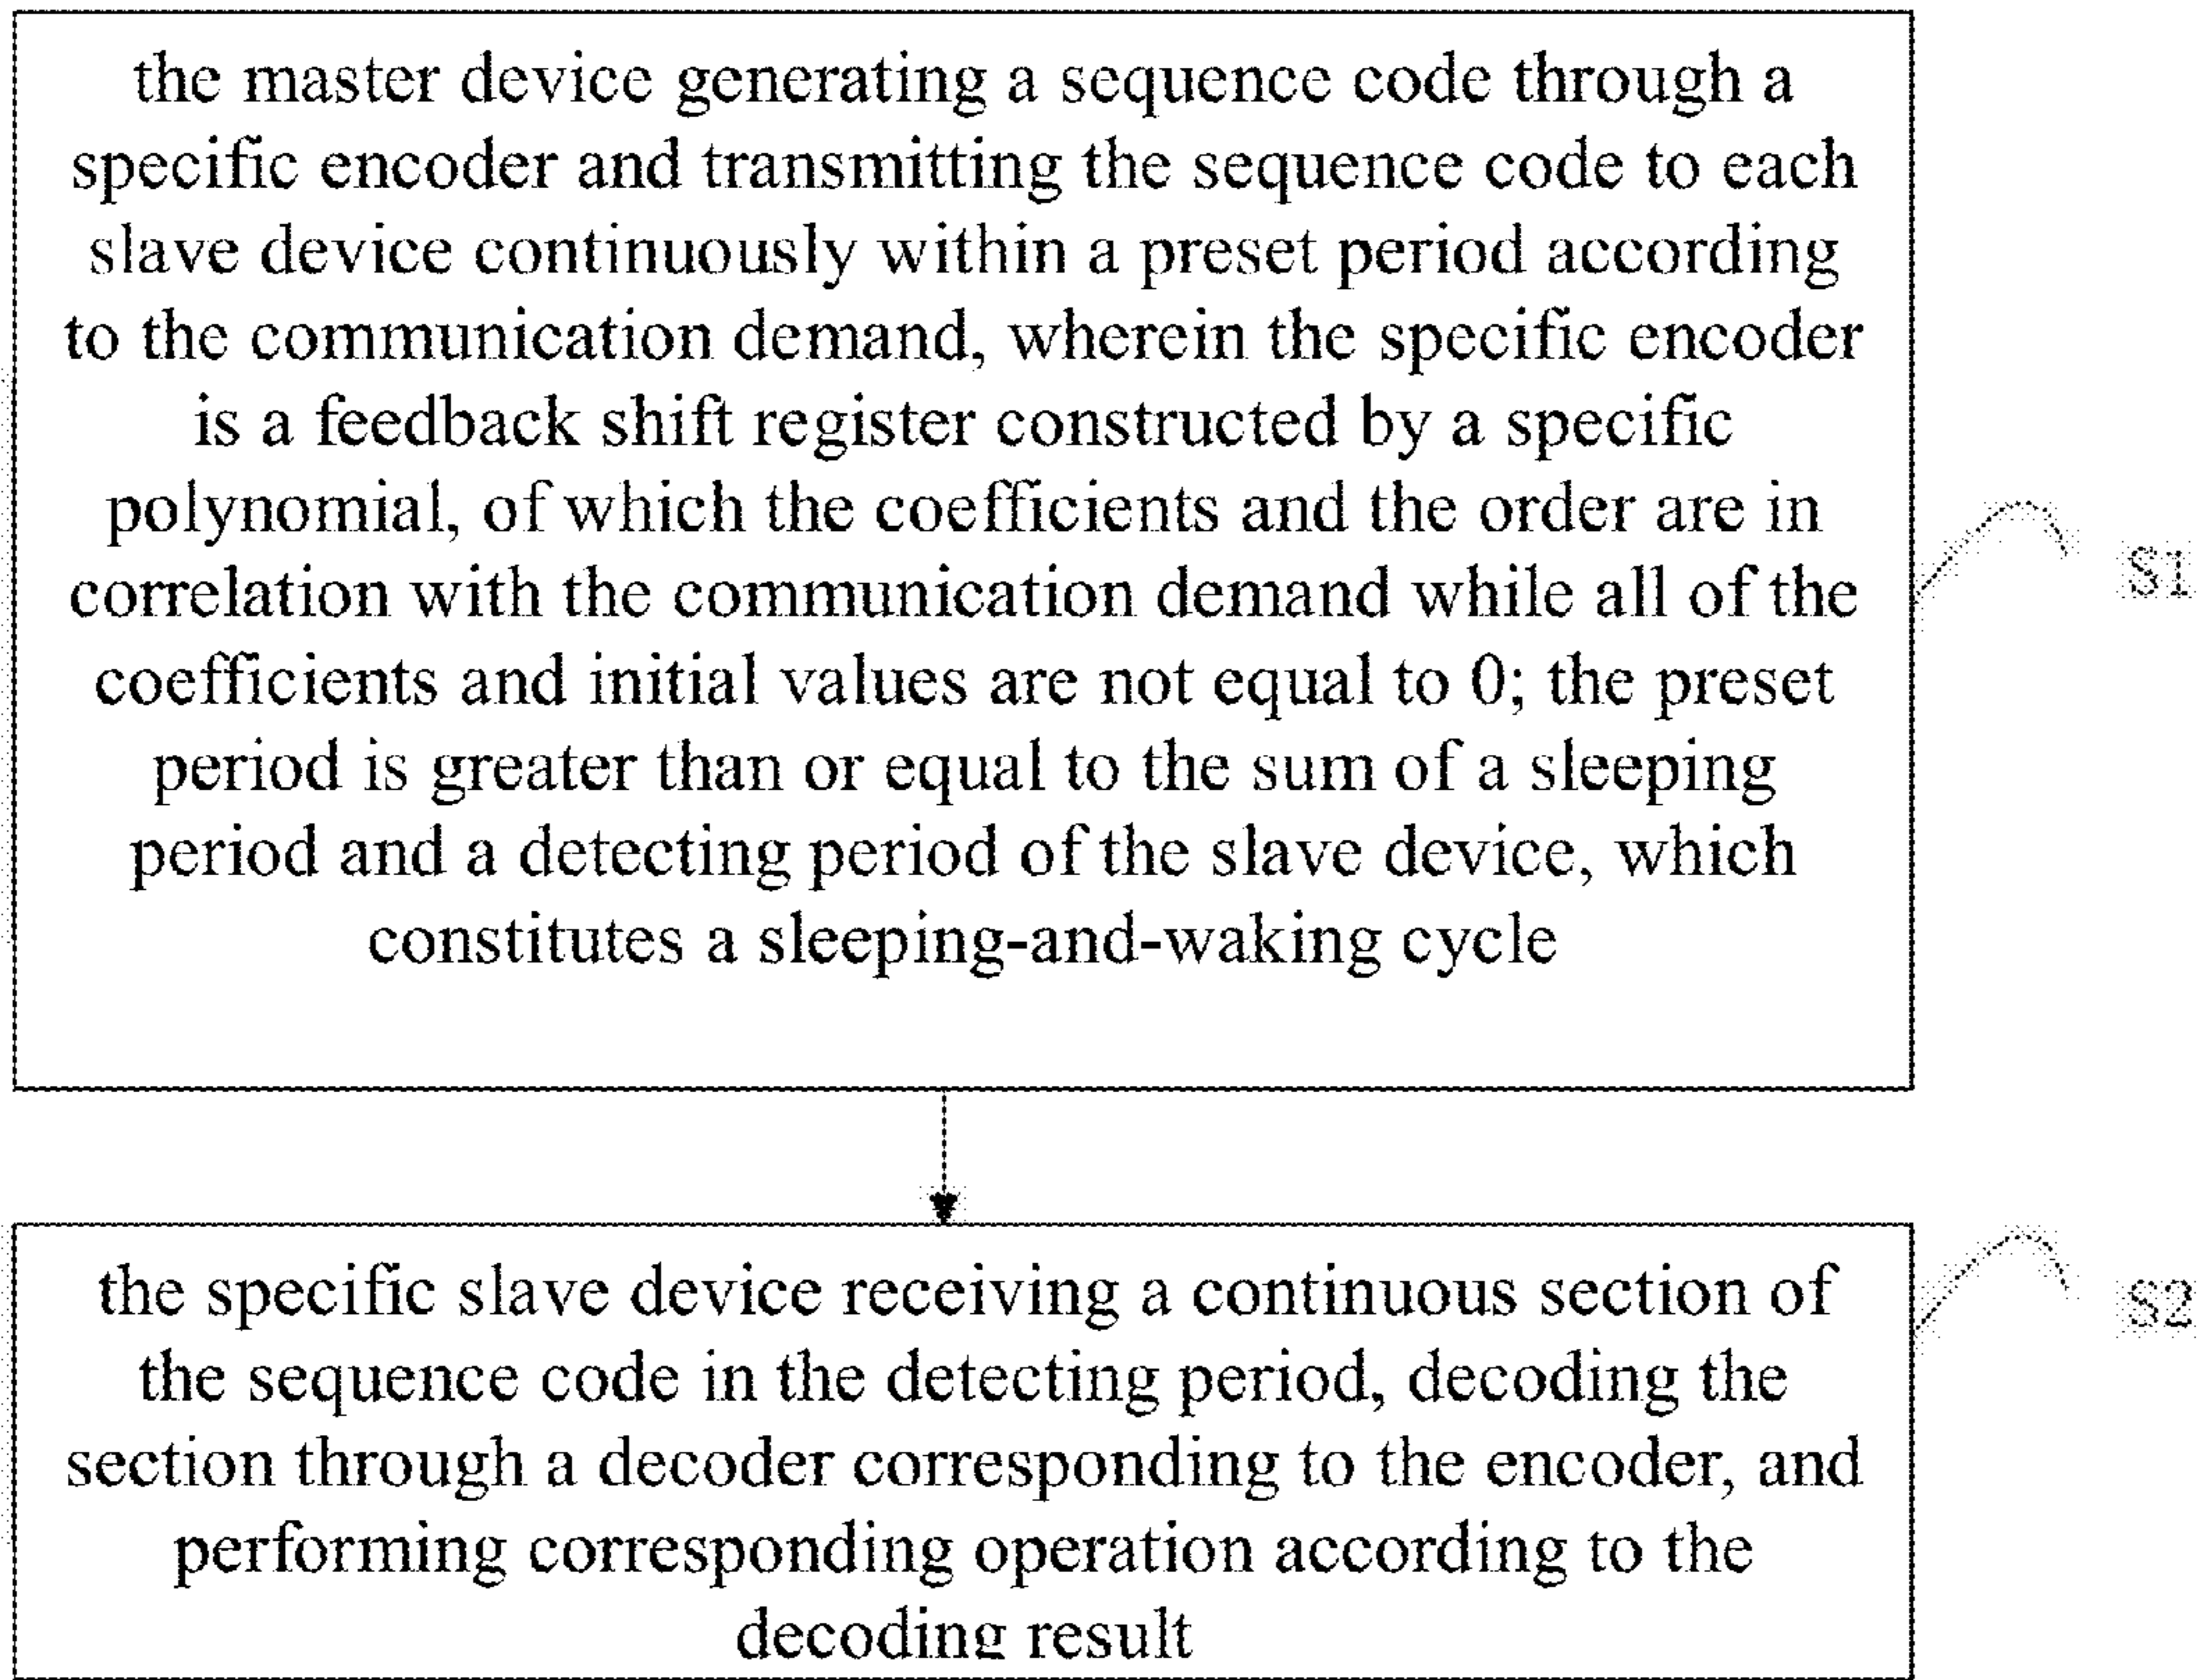 the master device generating a sequence code through a
specific encoder and transmitting the sequence code to each
slave device continuously within a preset period according
to the communication demand, wherein the specific encoder
is a feedback shift register constructed by a specific
polynomial, of which the coefficients and the order are in
correlation with the communication demand while all of the
coefficients and initial values are not equal to 0; the preset
period is greater than or equal to the sum of a sleeping
period and a detecting period of the slave device, which
constitutes a sleeping-and-waking cycle
S1
the specific slave device receiving a continuous section of
the sequence code in the detecting period, decoding the
section through a decoder corresponding to the encoder, and
performing corresponding operation according to the
decoding result
S2